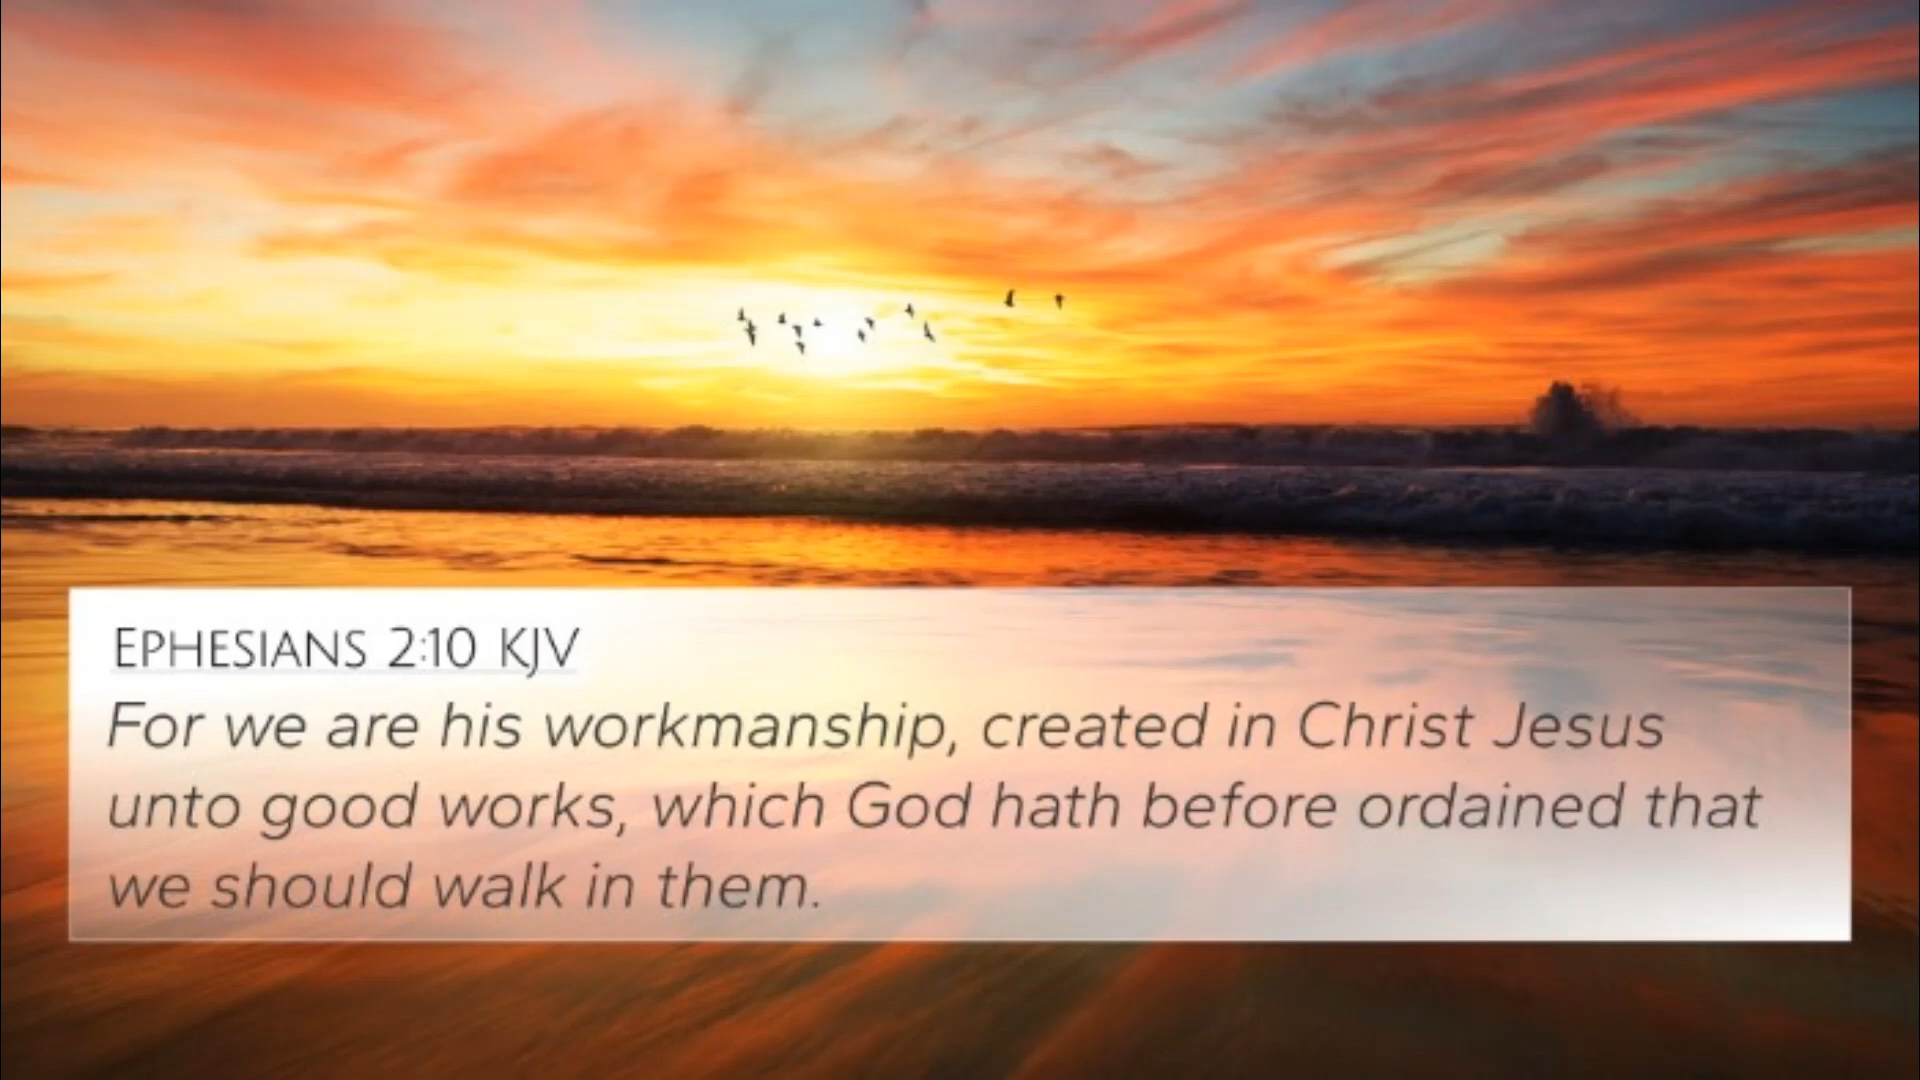 Ephesians 2:10 KJV
For we are his workmanship, created in Christ Jesus
unto good works, which God hath before ordained that
we should walk in them.